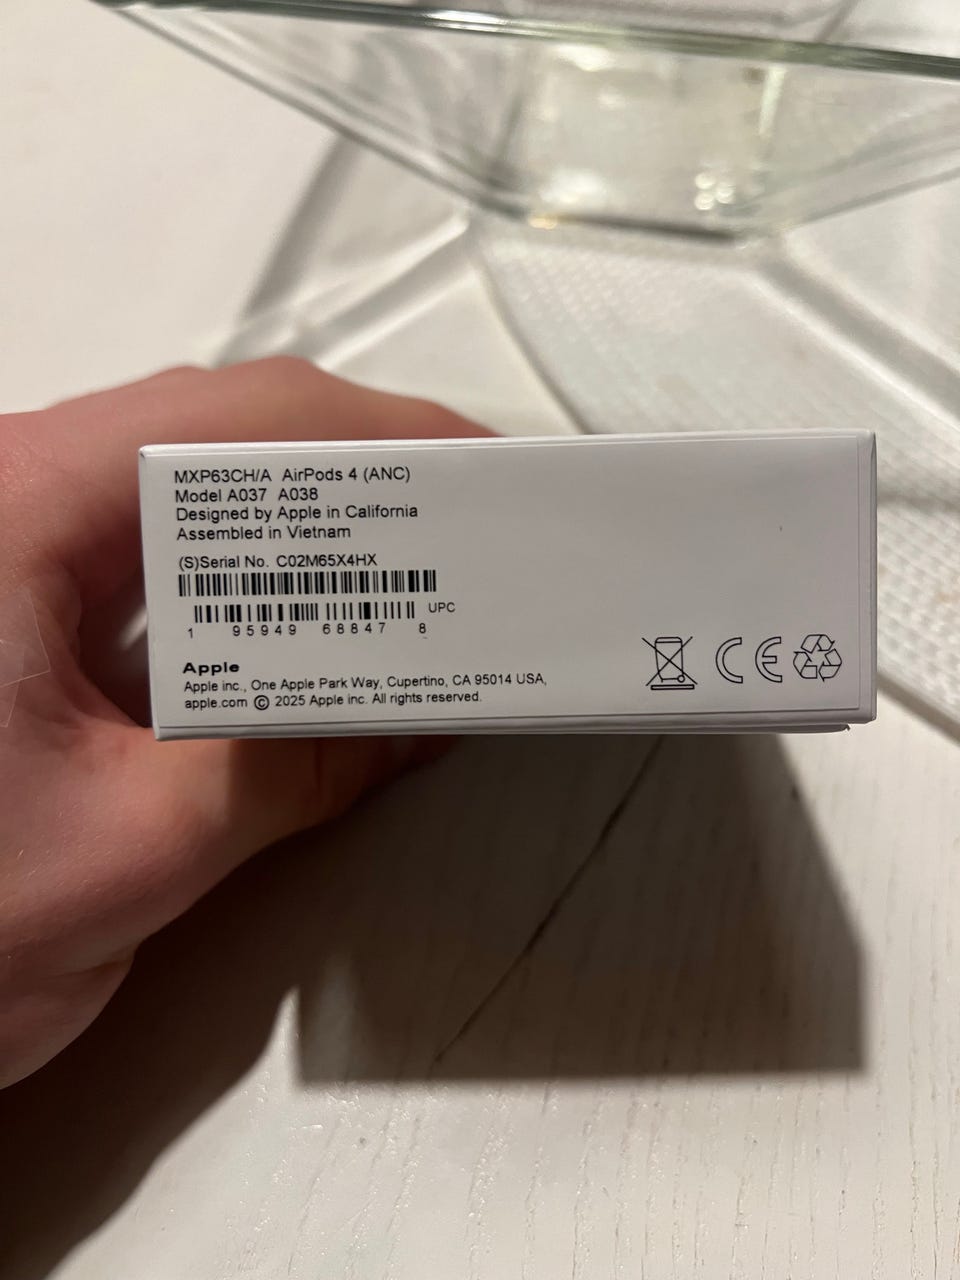 MXP63CH/A AirPods 4 (ANC)
Model A037 A038
Designed by Apple in California
Assembled in Vietnam
(S)Serial No. C02M65X4HX
UPC
1 95949 68847 8
Apple
Apple inc., One Apple Park Way, Cupertino, CA 95014 USA,
apple.com © 2025 Apple inc. All rights reserved.
CE